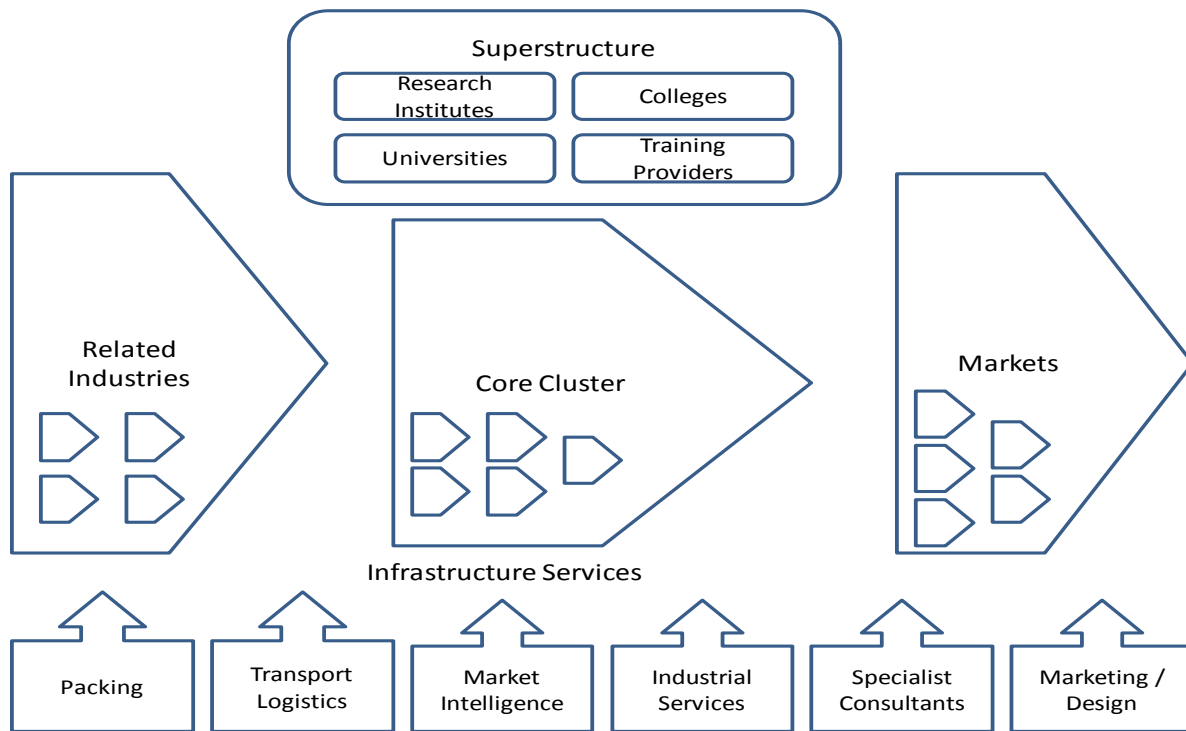 Superstructure
Research
Institutes
Colleges
Universities
Training
Providers
Related
Industries
Core Cluster
Markets
Infrastructure Services
Packing
Transport
Logistics
Market
Intelligence
Industrial
Services
Specialist
Consultants
Marketing /
Design